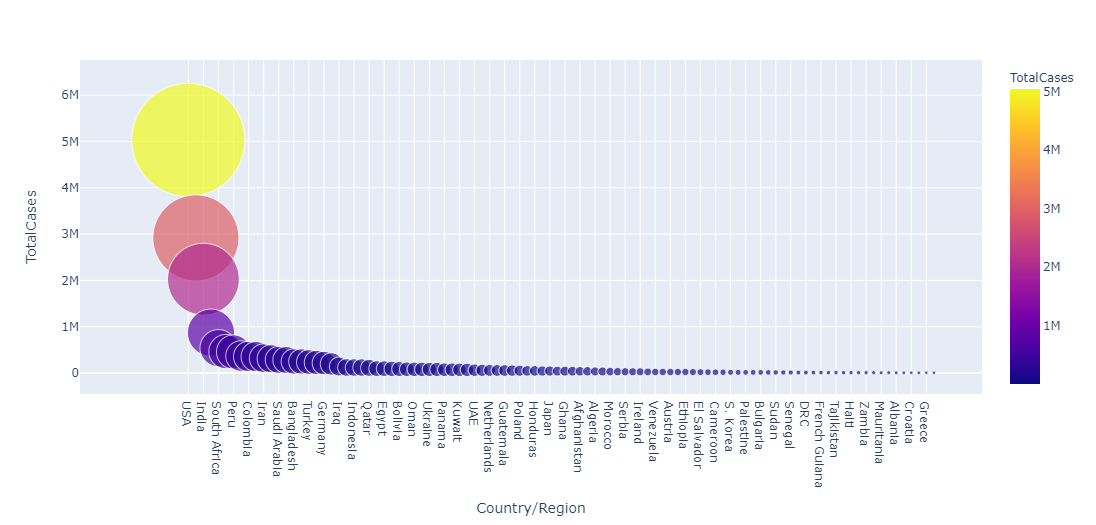 TotalCases
6M
5M
4M
3M
2M
1M
0
TotalCases
5M
4M
3M
2M
1M
USA
India
South Africa
Peru
Colombia
Iran
Saudi Arabia
Bangladesh
Turkey
Germany
Iraq
Indonesia
Qatar
Egypt
Bolivia
Oman
Ukraine
Panama
Kuwait
UAE
Netherlands
Guatemala
Poland
Honduras
Japan
Ghana
Afghanistan
Algeria
Morocco
Serbia
Ireland
Venezuela
Austria
Ethiopia
El Salvador
Cameroon
S. Korea
Palestine
Bulgaria
Sudan
Senegal
DRC
French Guiana
Tajikistan
Haiti
Zambia
Mauritania
Albania
Croatia
Greece
Country/Region